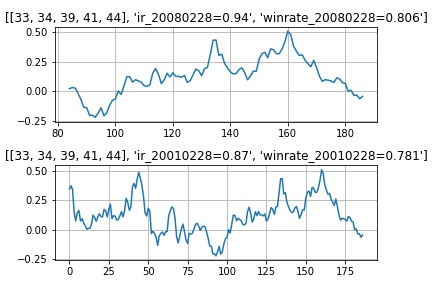 [[33, 34, 39, 41, 44], 'ir_20080228=0.94', 'winrate_20080228=0.806']
0.50
0.25
0.00
−0.25
80 100 120 140 160 180
[[33, 34, 39, 41, 44], 'ir_20010228=0.87', 'winrate_20010228=0.781']
0.50
0.25
0.00
−0.25
0 25 50 75 100 125 150 175